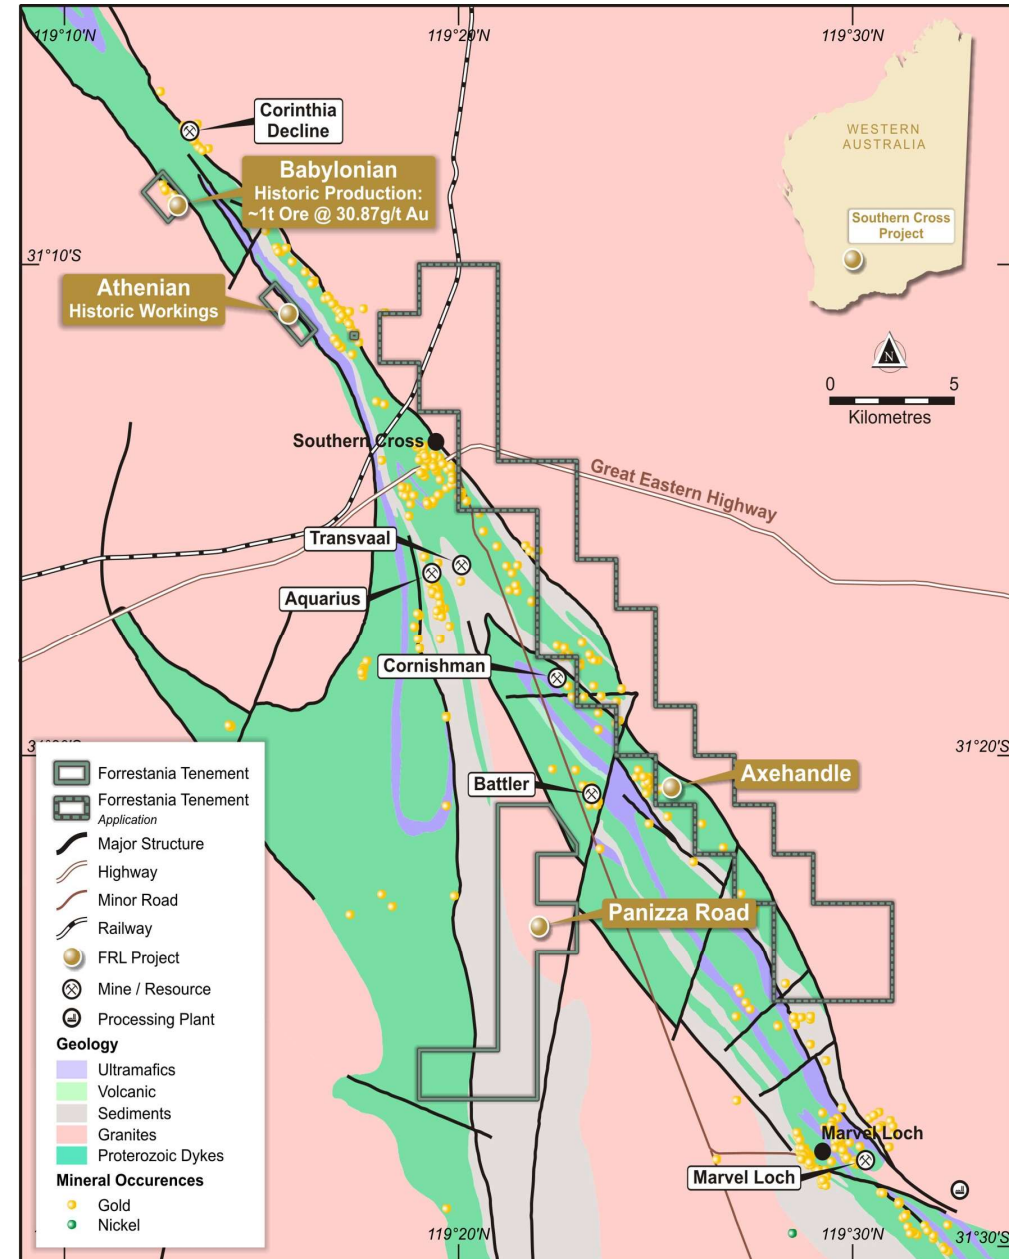 119°10'N
119°20'N
119°30'N
Corinthia
Decline
WESTERN
AUSTRALIA
Babylonian
Historic Production:
~1t Ore @ 30.87g/t Au
Southern Cross
Project
31°10'S
Athenian
Historic Workings
N
0 5
Kilometres
Southern Cross
Great Eastern Highway
Transvaal
Aquarius
Cornishman
31°20'S
Axehandle
Battler
Panizza Road
Forrestania Tenement
Forrestania Tenement
Application
Major Structure
Highway
Minor Road
Railway
FRL Project
Mine / Resource
Processing Plant
Geology
Ultramafics
Volcanic
Sediments
Granites
Proterozoic Dykes
Mineral Occurences
Gold
Nickel
Marvel Loch
Marvel Loch
119°20'N
119°30'N
31°30'S